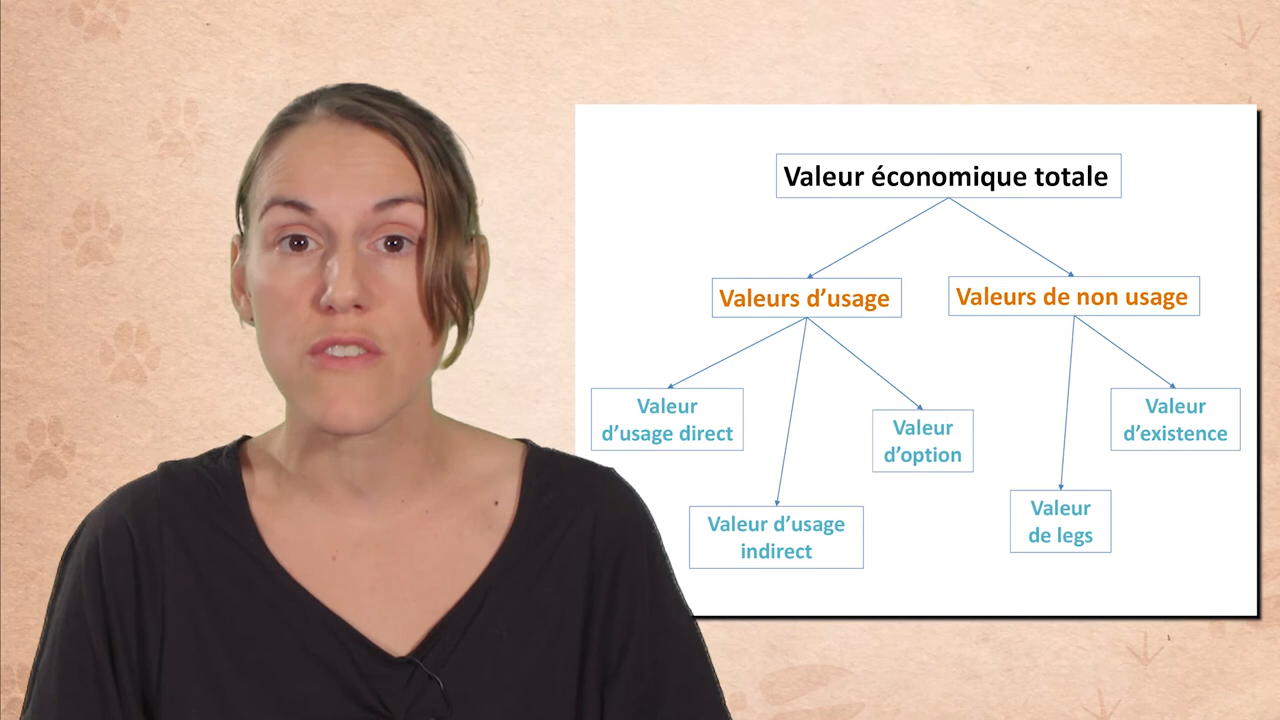 Valeur économique totale
Valeurs d'usage
Valeurs de non usage
Valeur
d'usage direct
Valeur d'usage
indirect
Valeur
d'option
Valeur
de legs
Valeur
d'existence